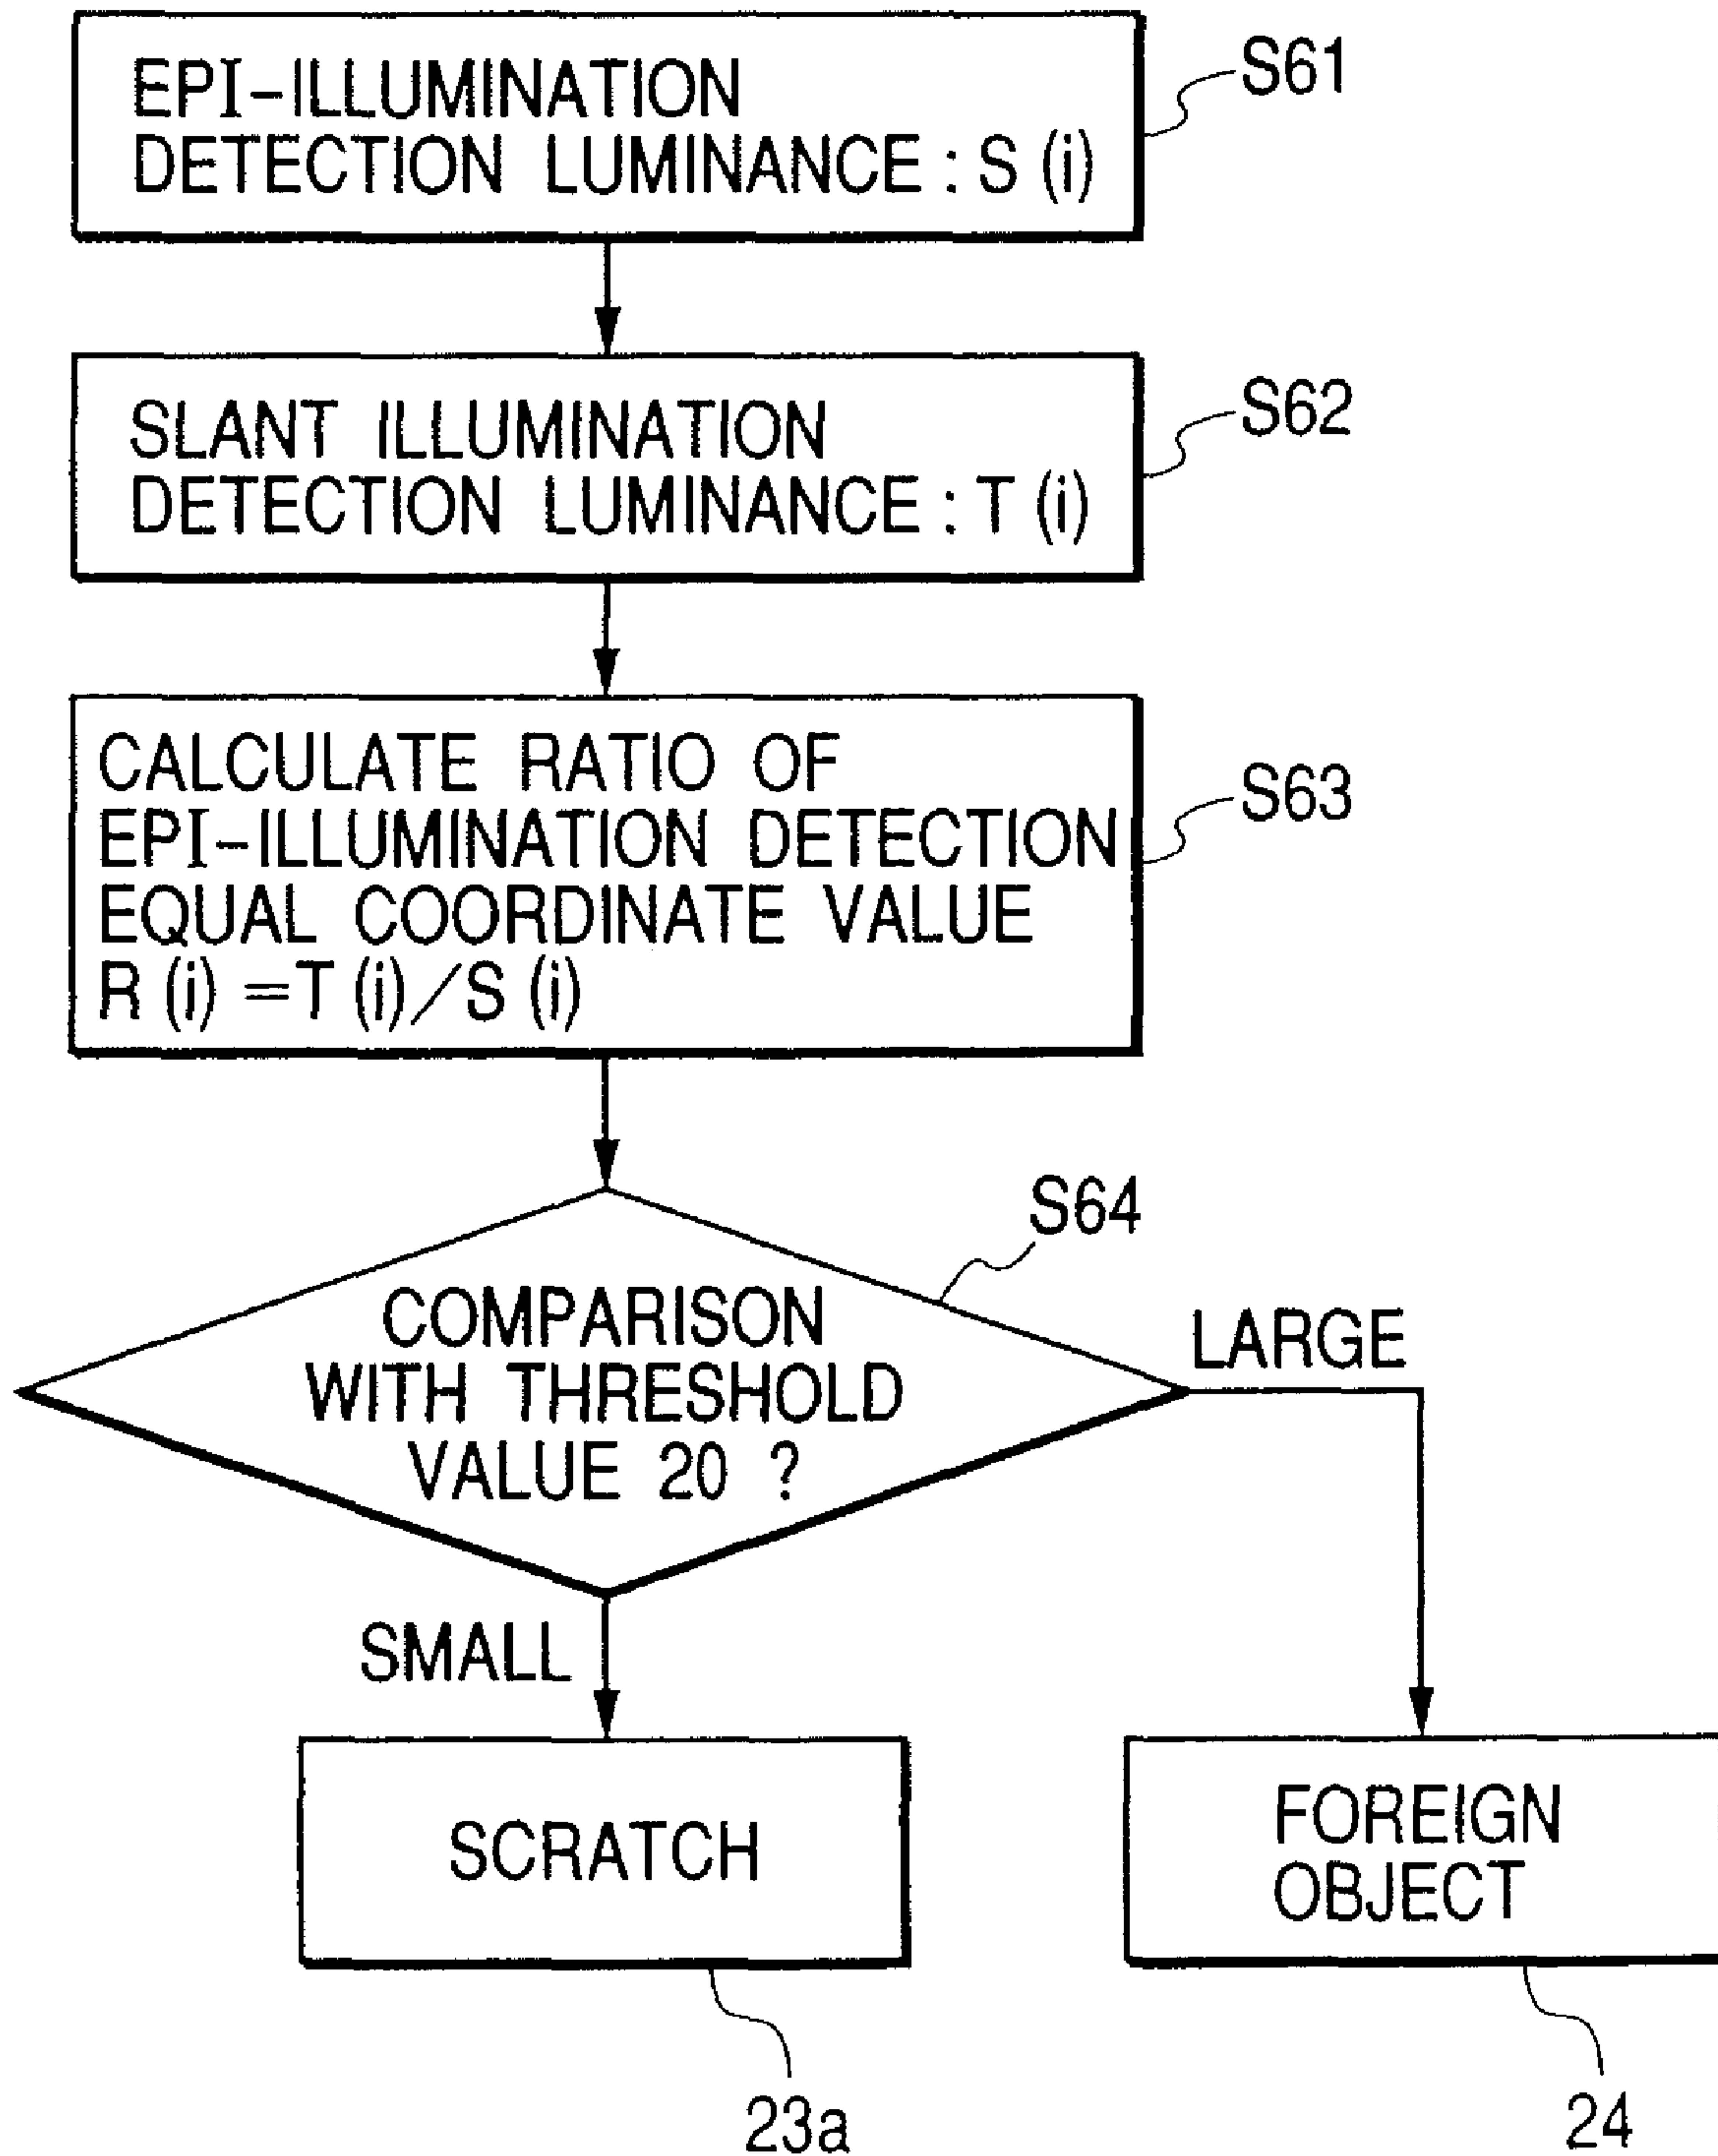 EPI-ILLUMINATION
DETECTION LUMINANCE : S (i)
S61
SLANT ILLUMINATION
DETECTION LUMINANCE : T (i)
S62
CALCULATE RATIO OF
EPI-ILLUMINATION DETECTION
EQUAL COORDINATE VALUE
R (i) =T (i)/S (i)
S63
S64
COMPARISON
WITH THRESHOLD
VALUE 20 ?
LARGE
SMALL
SCRATCH
FOREIGN
OBJECT
23a
24